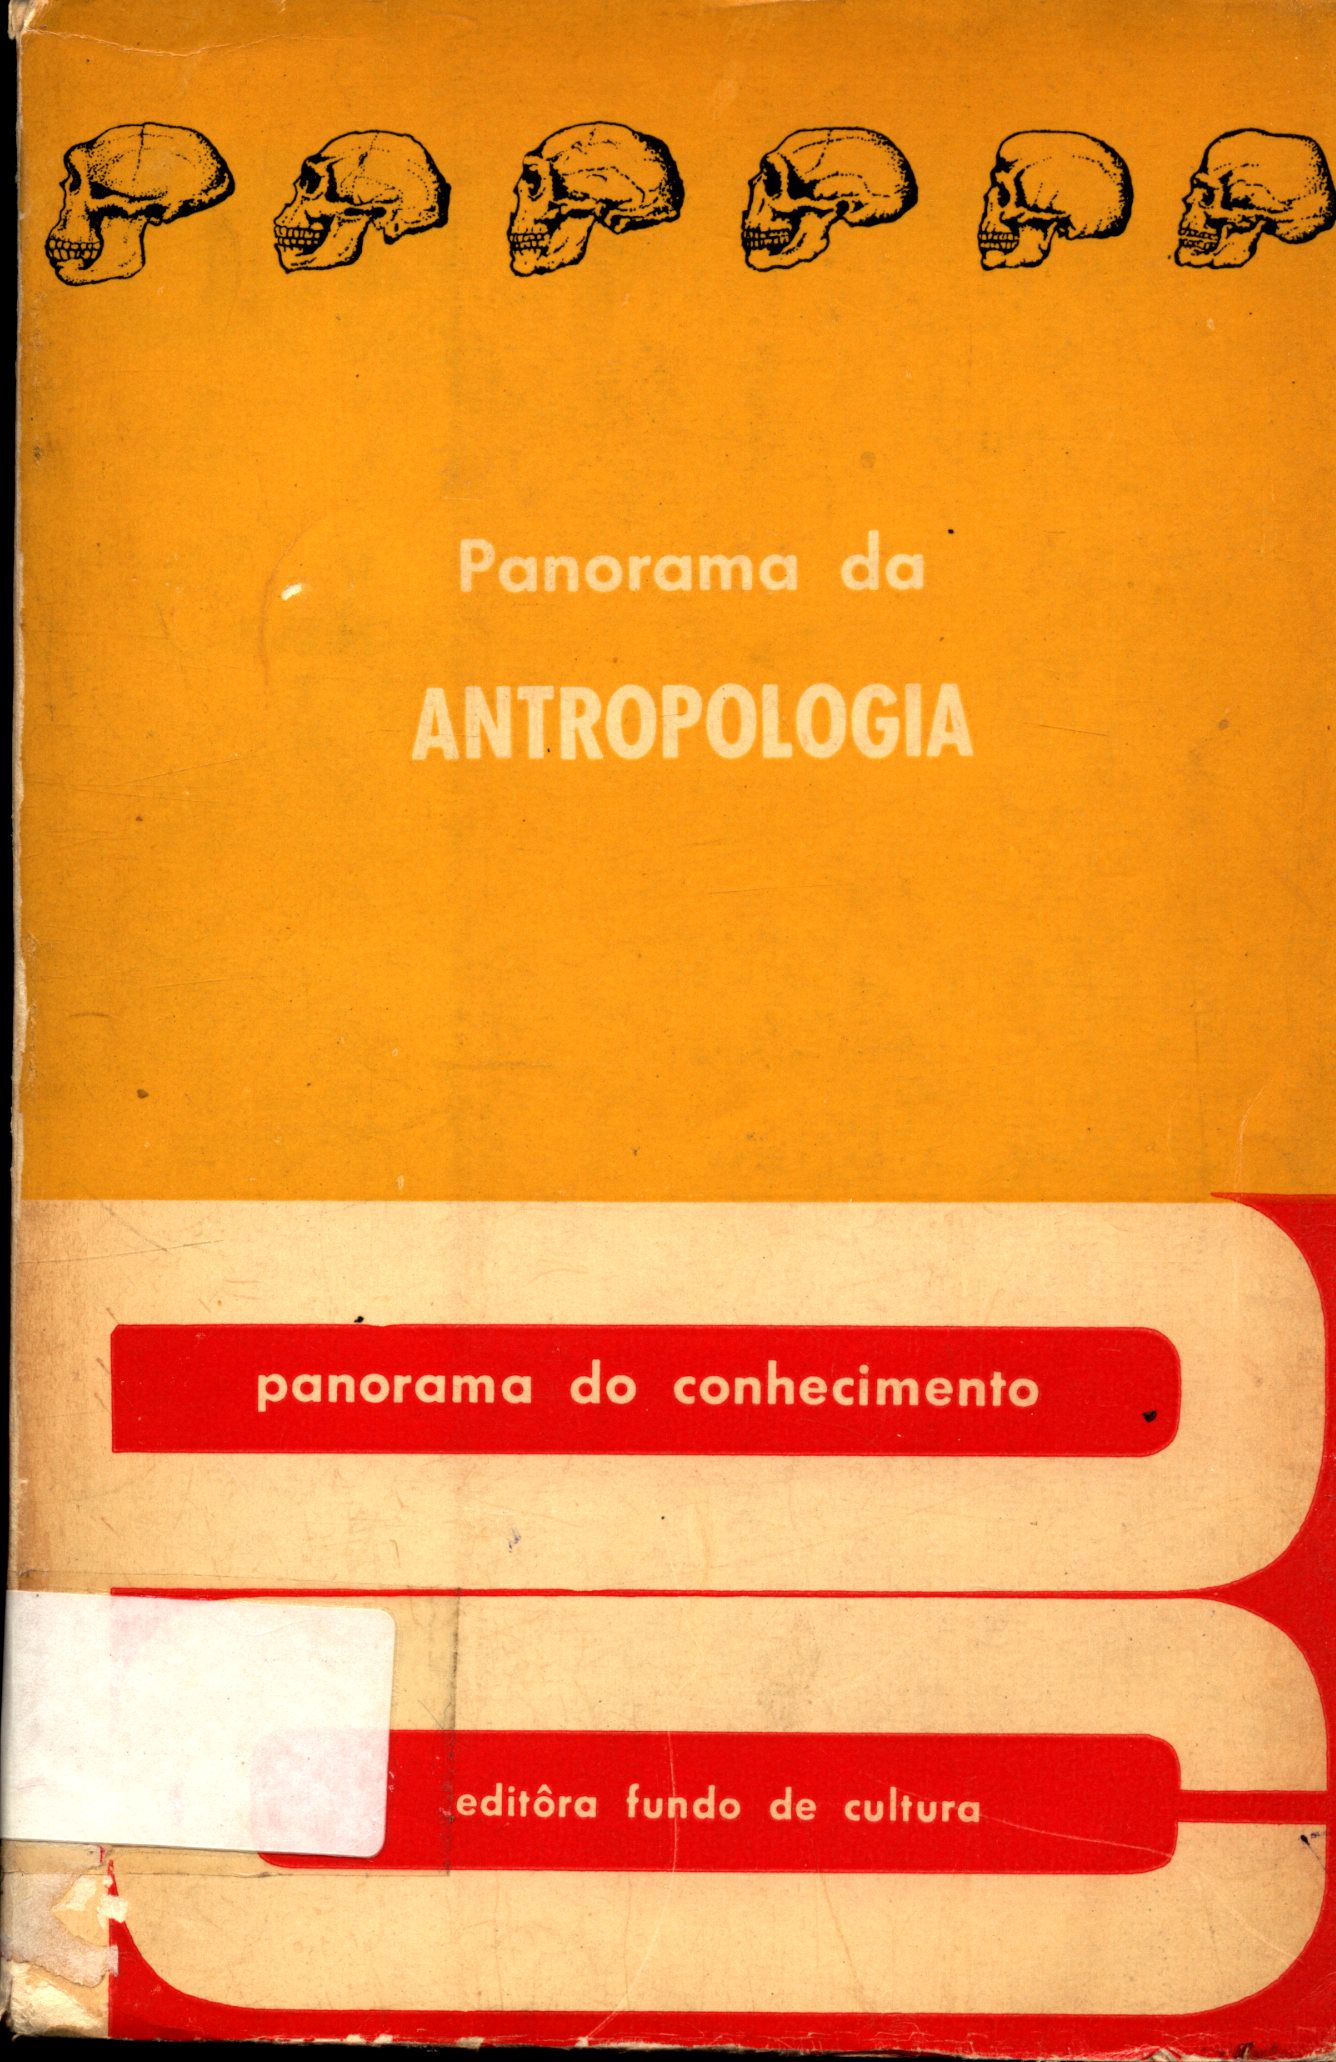 Panorama da
ANTROPOLOGIA
panorama do conhecimento
editôra fundo de cultura